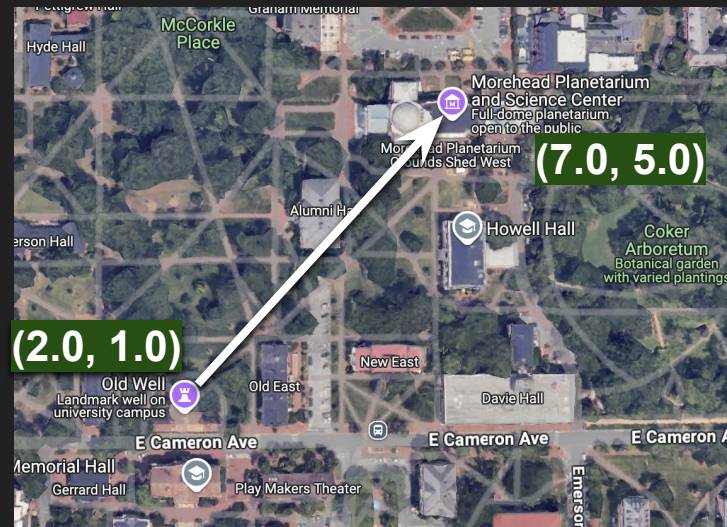 Pettigrew Hall
Graham Memorial
McCorkle
Place
Hyde Hall
Morehead Planetarium
and Science Center
Full-dome planetarium
open to the public
Morehead Planetarium
Grounds Shed West
(7.0, 5.0)
Alumni Ha
Howell Hall
erson Hall
Coker
Arboretum
Botanical garden
with varied plantings
(2.0, 1.0)
Old Well
Landmark well on
university campus
Old East
New East
Davie Hall
E Cameron Ave
E Cameron Ave
E Cameron A
Memorial Hall
Gerrard Hall
Play Makers Theater
Emerson